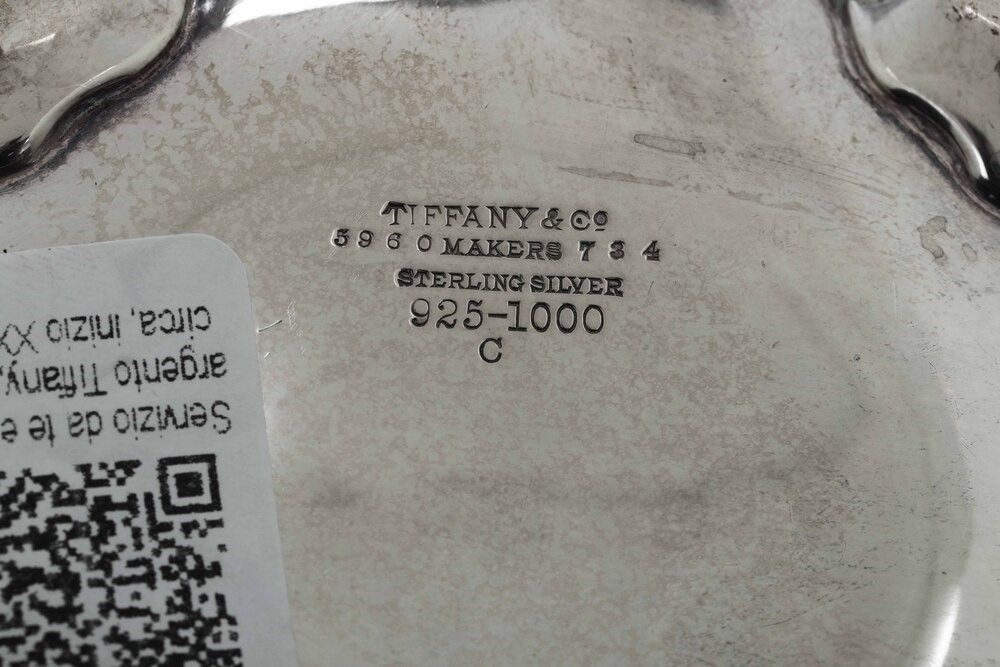 TIFFANY & Cº
5960 MAKERS 734
STERLING SILVER
925-1000
C
Servizio da te e
argento Tiffany,
circa, inizio XX